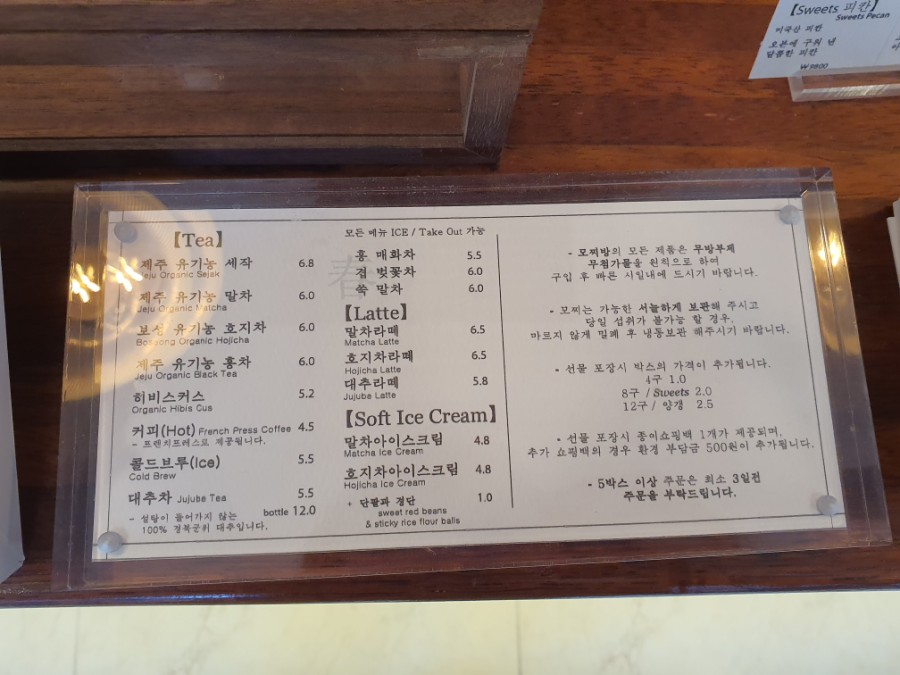 【Sweets 피칸】
Sweets Pecan
미국산 피칸
오븐에 구워 낸
달콤한 피칸
₩9800
【Tea】
제주 유기농 세작 6.8
Jeju Organic Sejak
제주 유기농 말차 6.0
Jeju Organic Matcha
보성 유기농 호지차 6.0
Boseong Organic Hojicha
제주 유기농 홍차 6.0
Jeju Organic Black Tea
히비스커스 5.2
Organic Hibis Cus
커피(Hot) French Press Coffee 4.5
- 프렌치프레스로 제공됩니다.
콜드브루(Ice) 5.5
Cold Brew
대추차 Jujube Tea 5.5
bottle 12.0
- 설탕이 들어가지 않는
100% 경북군위 대추입니다.
모든 메뉴 ICE / Take Out 가능
春
홍 매화차 5.5
겹 벚꽃차 6.0
쑥 말차 6.0
【Latte】
말차라떼 6.5
Matcha Latte
호지차라떼 6.5
Hojicha Latte
대추라떼 5.8
Jujube Latte
【Soft Ice Cream】
말차아이스크림 4.8
Matcha Ice Cream
호지차아이스크림 4.8
Hojicha Ice Cream
+ 단팥과 경단 1.0
sweet red beans
& sticky rice flour balls
- 모찌방의 모든 제품은 무방부제
무첨가물을 원칙으로 하여
구입 후 빠른 시일내에 드시기 바랍니다.
- 모찌는 가능한 서늘하게 보관해 주시고
당일 섭취가 불가능 할 경우,
마르지 않게 밀폐 후 냉동보관 해주시기 바랍니다.
- 선물 포장시 박스의 가격이 추가됩니다.
4구 1.0
8구 / Sweets 2.0
12구 / 양갱 2.5
- 선물 포장시 종이쇼핑백 1개가 제공되며,
추가 쇼핑백의 경우 환경 부담금 500원이 추가됩니다.
- 5박스 이상 주문은 최소 3일전
주문을 부탁드립니다.